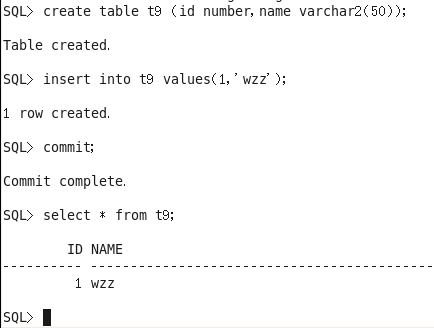 SQL> create table t9 (id number,name varchar2(50));
Table created.
SQL> insert into t9 values(1,'wzz');
1 row created.
SQL> commit;
Commit complete.
SQL> select * from t9;
        ID NAME
---------- --------------------------------------------------
         1 wzz
SQL>